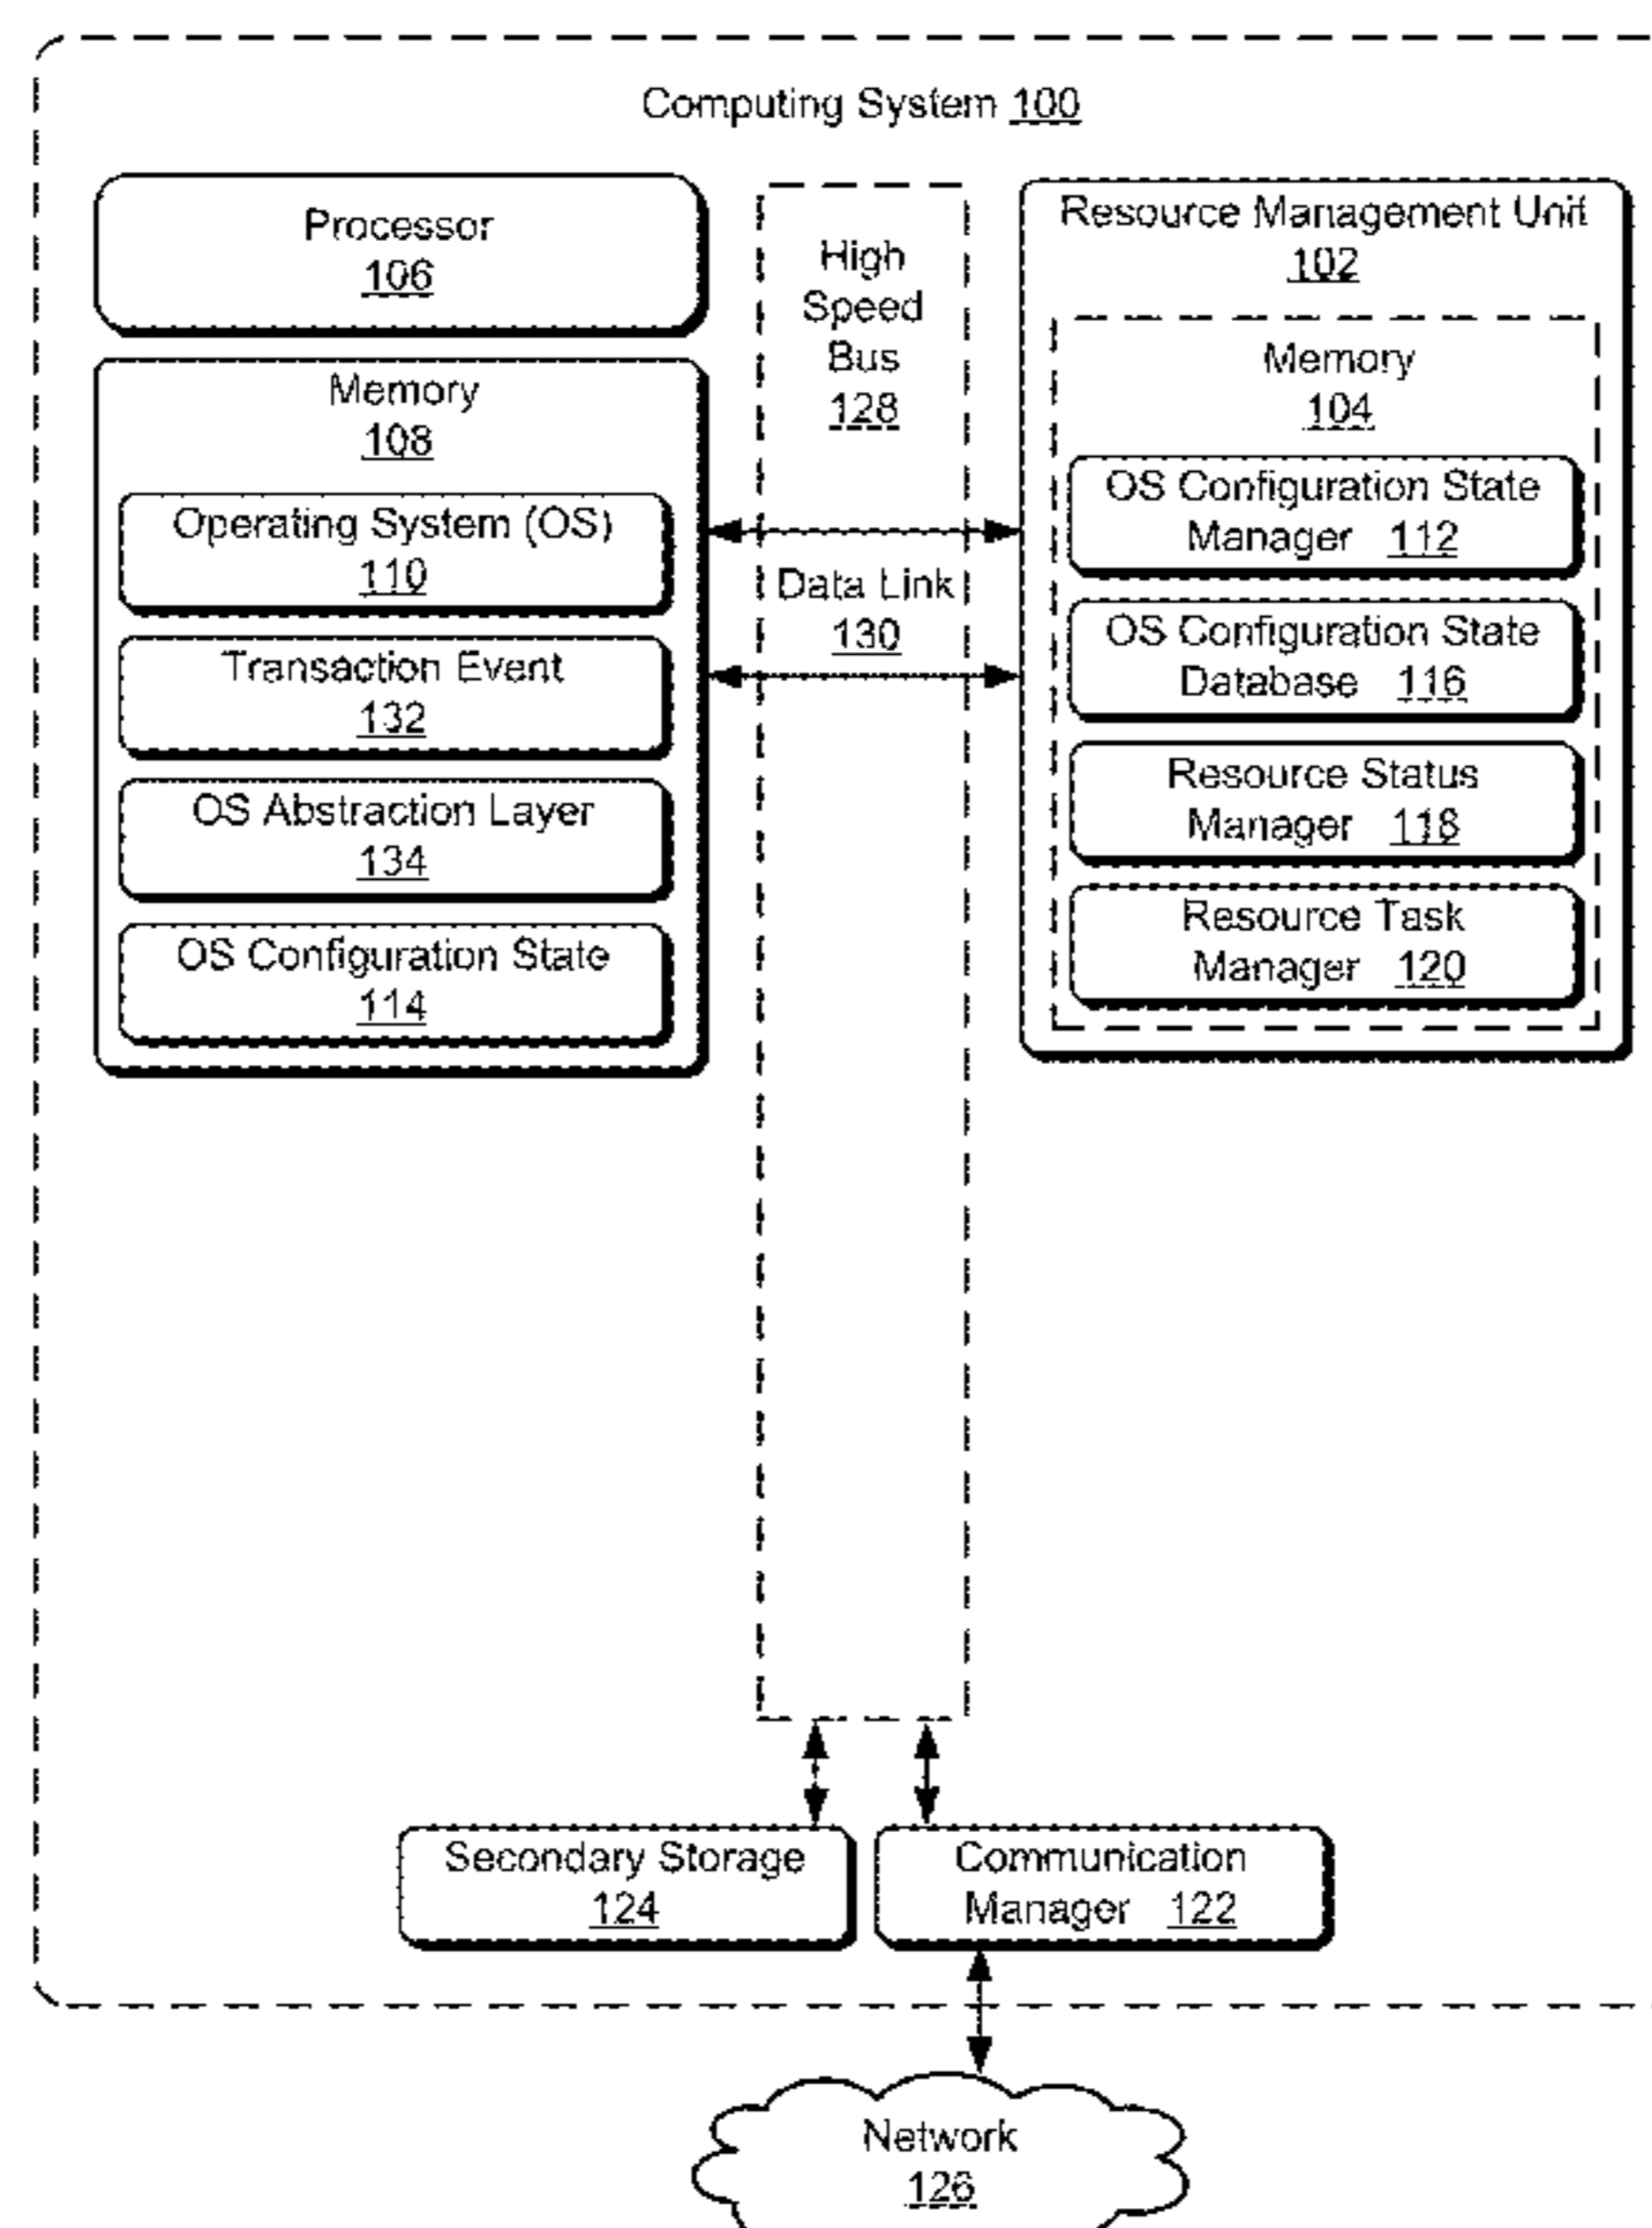 Computing System 100
Processor
106
Memory
108
Operating System (OS)
110
Transaction Event
132
OS Abstraction Layer
134
OS Configuration State
114
High
Speed
Bus
128
Data Link
130
Resource Management Unit
102
Memory
104
OS Configuration State
Manager 112
OS Configuration State
Database 116
Resource Status
Manager 118
Resource Task
Manager 120
Secondary Storage
124
Communication
Manager 122
Network
126